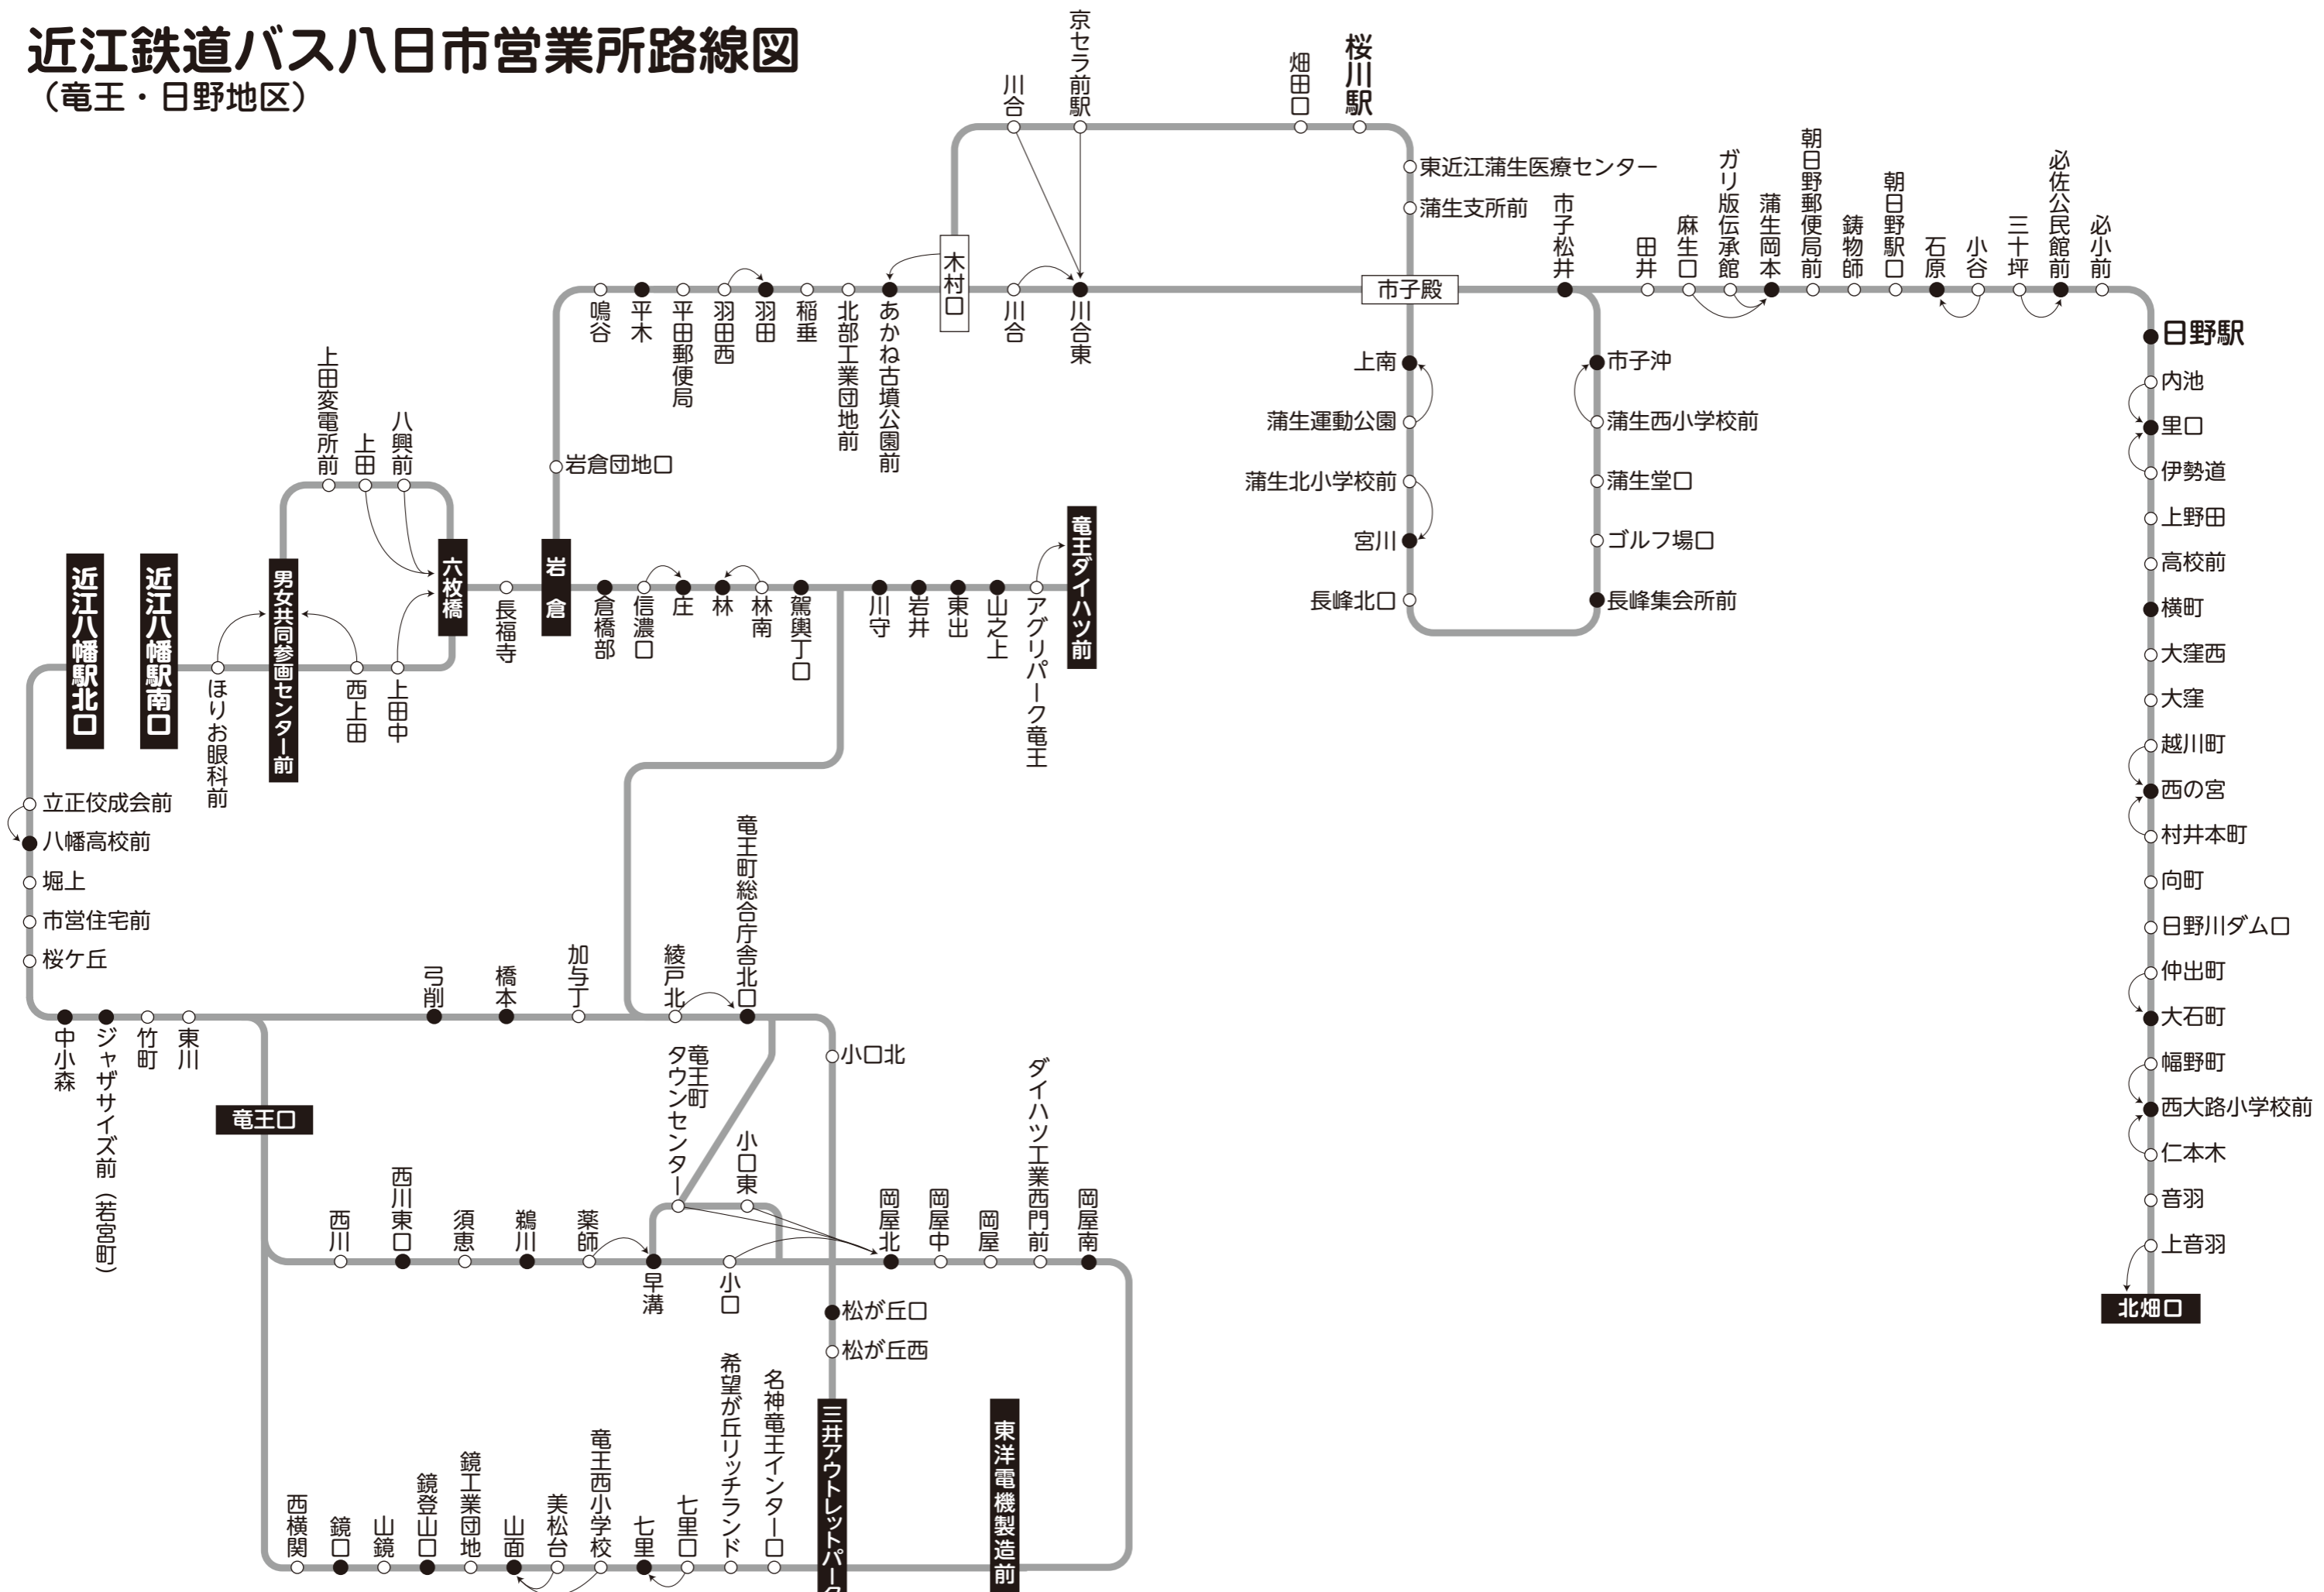 近江鉄道バス八日市営業所路線図
（竜王・日野地区）
川合
京セラ前駅
畑田口
桜川駅
東近江蒲生医療センター
蒲生支所前
木村口
市子殿
鳴谷
平木
平田郵便局
羽田西
羽田
稲垂
北部工業団地前
あかね古墳公園前
川合
川合東
市子松井
田井
麻生口
ガリ版伝承館
蒲生岡本
朝日野郵便局前
鋳物師
朝日野駅口
石原
小谷
三十坪
必佐公民館前
必小前
日野駅
内池
里口
伊勢道
上野田
高校前
横町
大窪西
大窪
越川町
西の宮
村井本町
向町
日野川ダム口
仲出町
大石町
幅野町
西大路小学校前
仁本木
音羽
上音羽
北畑口
上南
蒲生運動公園
蒲生北小学校前
宮川
長峰北口
市子沖
蒲生西小学校前
蒲生堂口
ゴルフ場口
長峰集会所前
岩倉団地口
上田変電所前
上田
八興前
近江八幡駅北口
近江八幡駅南口
ほりお眼科前
男女共同参画センター前
西上田
上田中
六枚橋
長福寺
岩倉
倉橋部
信濃口
庄
林
林南
駕輿丁口
川守
岩井
東出
山之上
アグリパーク竜王
竜王ダイハツ前
立正佼成会前
八幡高校前
堀上
市営住宅前
桜ケ丘
中小森
ジャザサイズ前（若宮町）
竹町
東川
弓削
橋本
加与丁
綾戸北
竜王町総合庁舎北口
小口北
竜王町
タウンセンター
小口東
竜王口
西川
西川東口
須恵
鵜川
薬師
早溝
小口
岡屋北
岡屋中
岡屋
ダイハツ工業西門前
岡屋南
松が丘口
松が丘西
三井アウトレットパーク
東洋電機製造前
西横関
鏡口
山鏡
鏡登山口
鏡工業団地
山面
美松台
竜王西小学校
七里
七里口
希望が丘リッチランド
名神竜王インター口